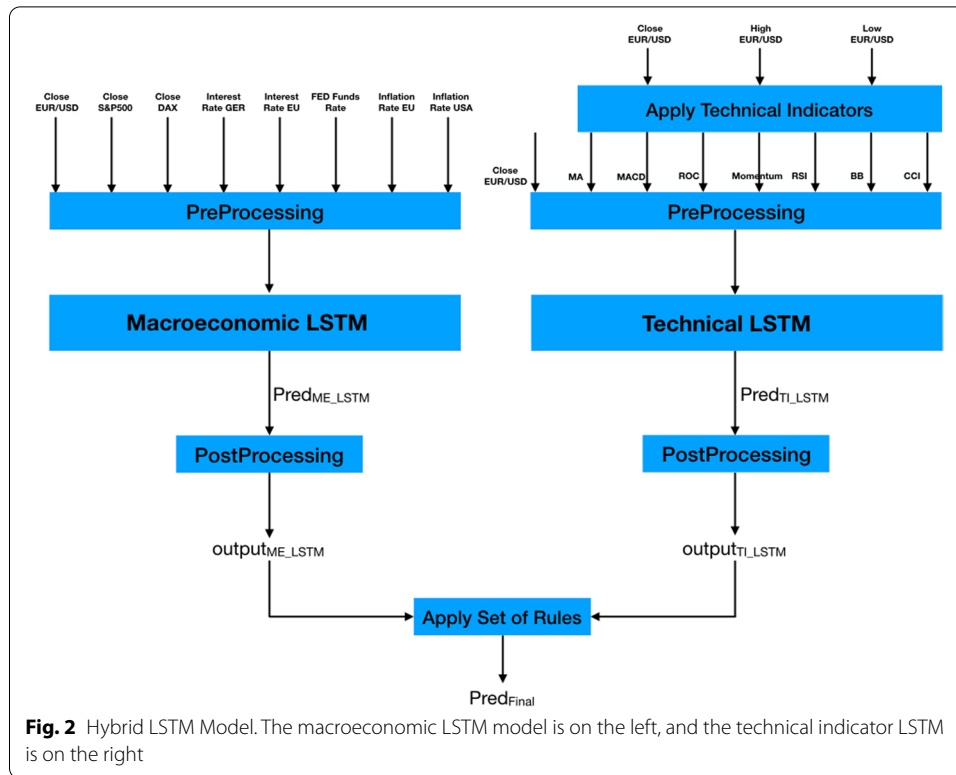 Close
EUR/USD
High
EUR/USD
Low
EUR/USD
Apply Technical Indicators
Close
EUR/USD
Close
S&P500
Close
DAX
Interest
Rate GER
Interest
Rate EU
FED Funds
Rate
Inflation
Rate EU
Inflation
Rate USA
Close
EUR/USD
MA
MACD
ROC
Momentum
RSI
BB
CCI
PreProcessing
PreProcessing
Macroeconomic LSTM
Technical LSTM
PredME_LSTM
PredTI_LSTM
PostProcessing
PostProcessing
outputME_LSTM
outputTI_LSTM
Apply Set of Rules
PredFinal
Fig. 2 Hybrid LSTM Model. The macroeconomic LSTM model is on the left, and the technical indicator LSTM
is on the right